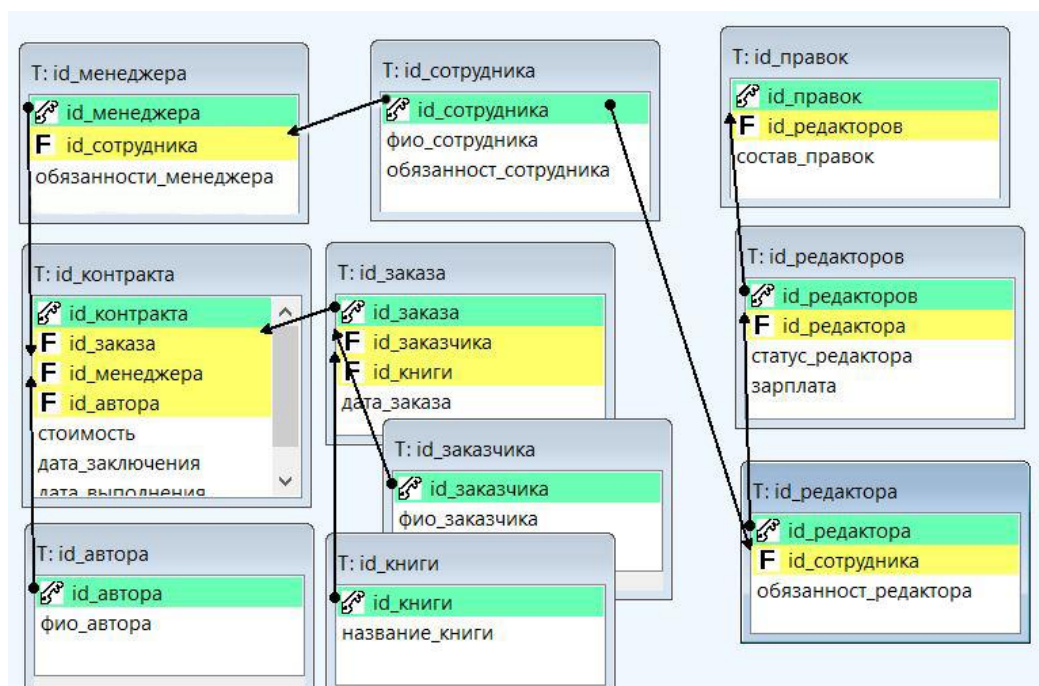 T: id_менеджера
id_менеджера
F id_сотрудника
обязанности_менеджера
T: id_сотрудника
id_сотрудника
фио_сотрудника
обязанност_сотрудника
T: id_правок
id_правок
F id_редакторов
состав_правок
T: id_контракта
id_контракта
F id_заказа
F id_менеджера
F id_автора
стоимость
дата_заключения
дата_выполнения
T: id_заказа
id_заказа
F id_заказчика
F id_книги
дата_заказа
T: id_редакторов
id_редакторов
F id_редактора
статус_редактора
зарплата
T: id_заказчика
id_заказчика
фио_заказчика
T: id_редактора
id_редактора
F id_сотрудника
обязанност_редактора
T: id_автора
id_автора
фио_автора
T: id_книги
id_книги
название_книги